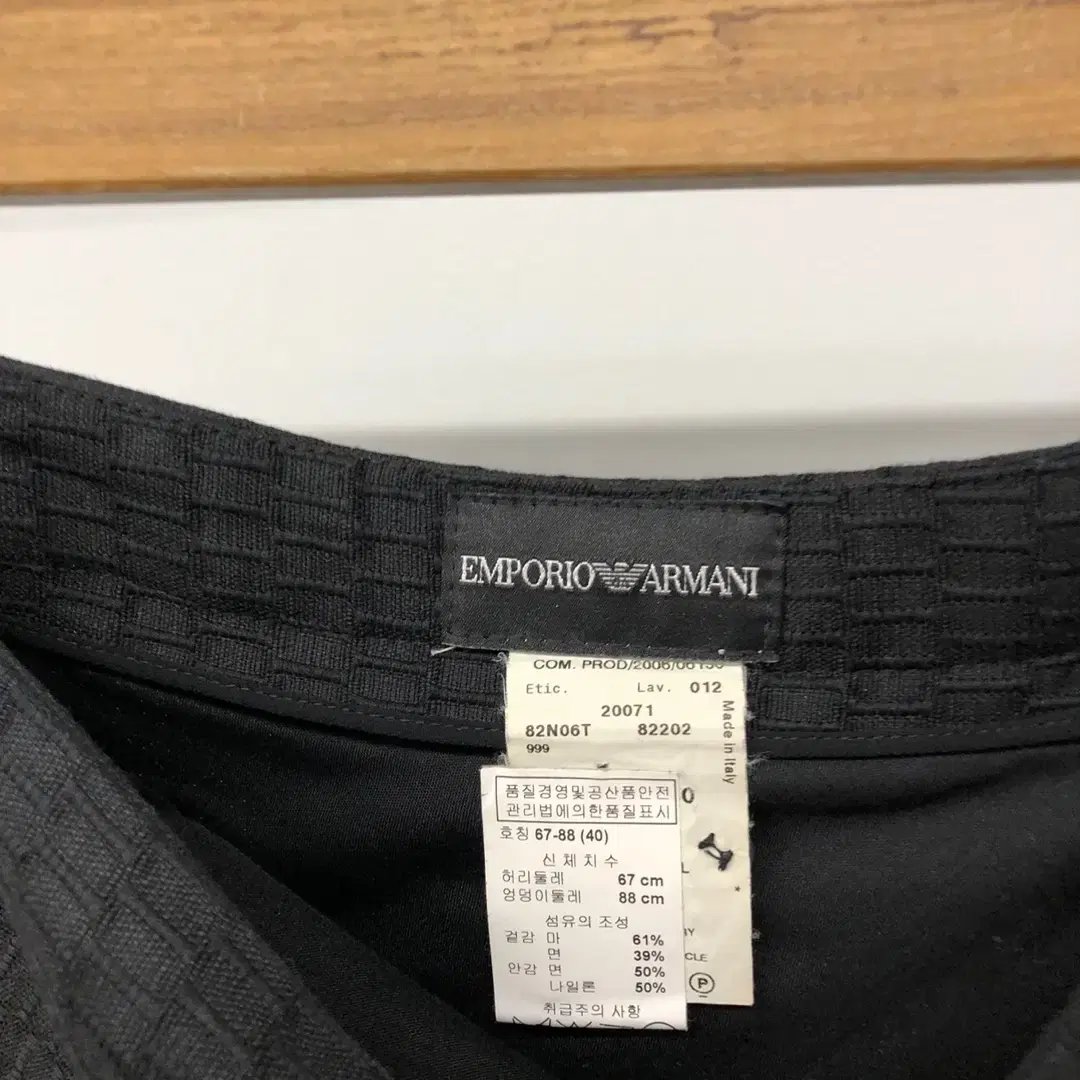 EMPORIO ARMANI
COM. PROD/2006/06150
Etic. Lav. 012
20071
82N06T 82202
999
Made in Italy
0
L
RY
CLE
P
품질경영및공산품안전
관리법에의한품질표시
호칭 67-88 (40)
신체치수
허리둘레 67 cm
엉덩이둘레 88 cm
섬유의 조성
겉감 마 61%
면 39%
안감 면 50%
나일론 50%
취급주의 사항